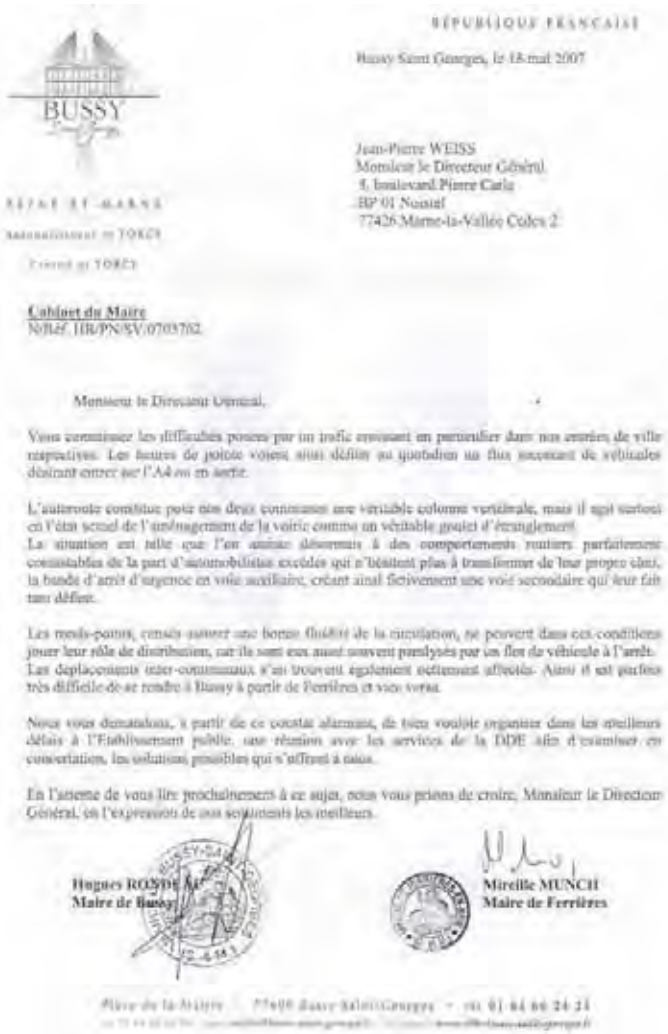 RÉPUBLIQUE FRANÇAISE
Bussy Saint Georges, le 18 mai 2007
BUSSY
Jean-Pierre WEISS
Monsieur le Directeur Général
5, boulevard Pierre Carle
BP 01 Noisiel
77426 Marne-la-Vallée Cedex 2
SEINE ET MARNE
Arrondissement de TORCY
Canton de TORCY
Cabinet du Maire
N/Réf. HR/PN/SV/0703702
Monsieur le Directeur Général,
Vous connaissez les difficultés posées par un trafic croissant en particulier dans nos entrées de ville
respectives. Les heures de pointe voient ainsi défiler au quotidien un flux incessant de véhicules
désirant entrer sur l'A4 ou en sortir.
L'autoroute constitue pour nos deux communes une véritable colonne vertébrale, mais il agit surtout
en l'état actuel de l'aménagement de la voirie comme un véritable goulet d'étranglement.
La situation est telle que l'on assiste désormais à des comportements routiers parfaitement
contestables de la part d'automobilistes excédés qui n'hésitent plus à transformer de leur propre chef,
la bande d'arrêt d'urgence en voie auxiliaire, créant ainsi fictivement une voie secondaire qui leur fait
tant défaut.
Les ronds-points, censés assurer une bonne fluidité de la circulation, ne peuvent dans ces conditions
jouer leur rôle de distribution, car ils sont eux aussi souvent paralysés par un flot de véhicule à l'arrêt.
Les déplacements inter-communaux s'en trouvent également nettement affectés. Ainsi il est parfois
très difficile de se rendre à Bussy à partir de Ferrières et vice versa.
Nous vous demandons, à partir de ce constat alarmant, de bien vouloir organiser dans les meilleurs
délais à l'Etablissement public, une réunion avec les services de la DDE afin d'examiner en
concertation, les solutions possibles qui s'offrent à nous.
En l'attente de vous lire prochainement à ce sujet, nous vous prions de croire, Monsieur le Directeur
Général, en l'expression de nos sentiments les meilleurs.
Hugues RONDEAU
Maire de Bussy
Mireille MUNCH
Maire de Ferrières
Place de la Mairie - 77600 Bussy Saint-Georges - Tél 01 64 66 24 24